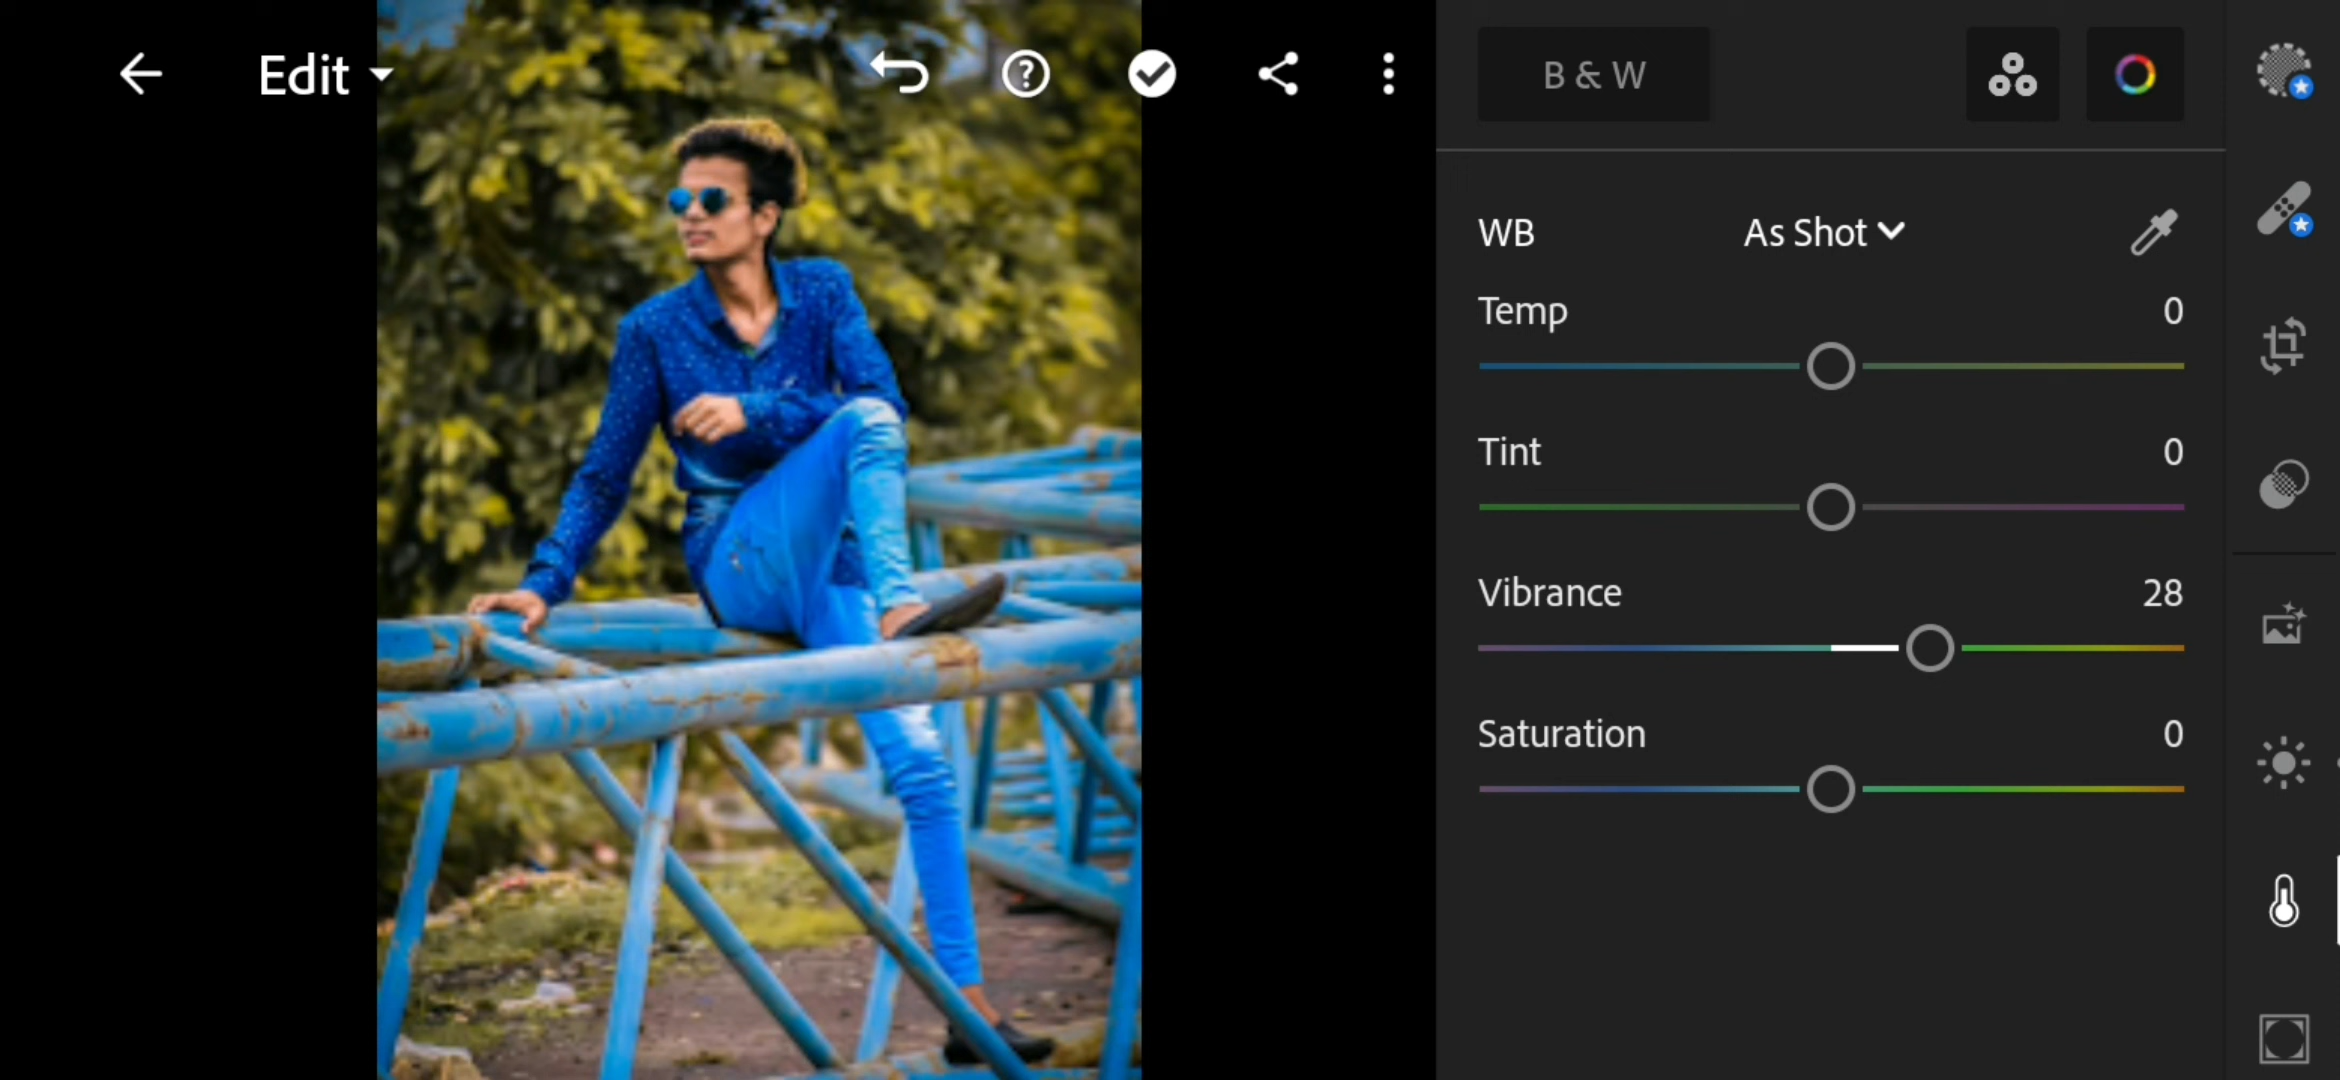 Edit
B & W
WB As Shot
Temp 0
Tint 0
Vibrance 28
Saturation 0